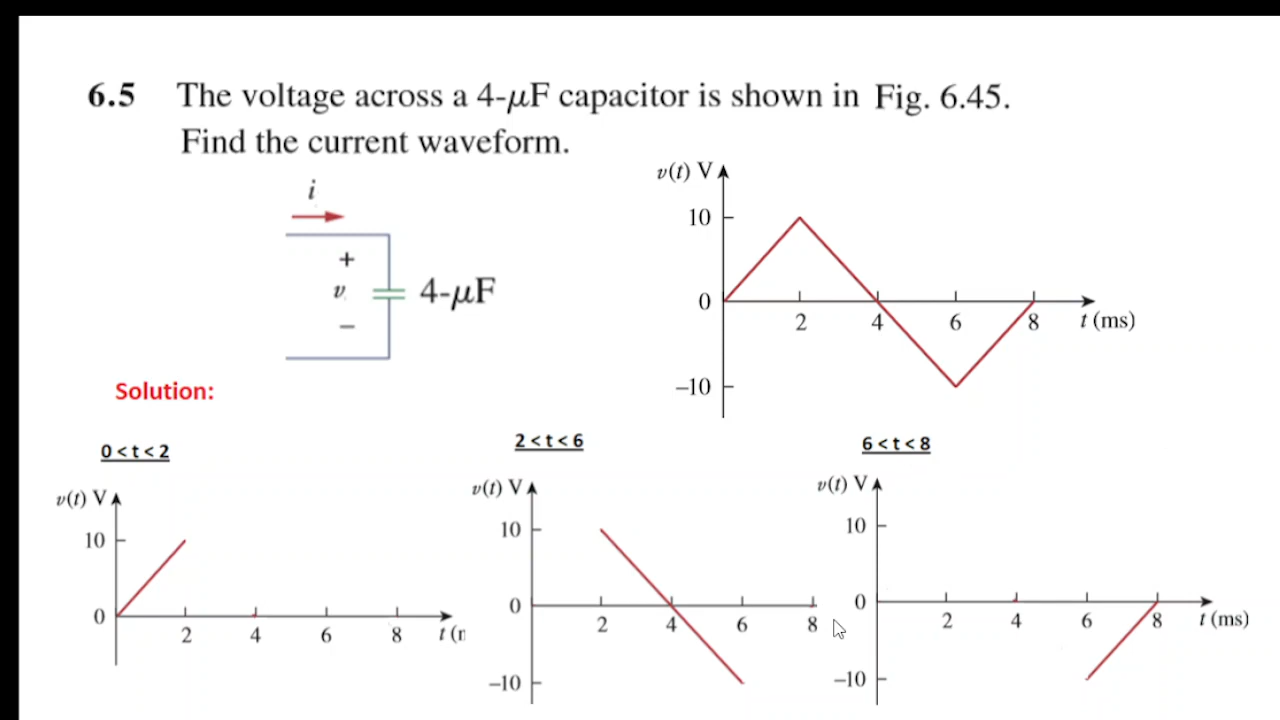 6.5 The voltage across a 4-μF capacitor is shown in Fig. 6.45.
Find the current waveform.
i
+
v
−
4-μF
v(t) V
10
0
−10
2 4 6 8 t (ms)
Solution:
0 < t < 2
v(t) V
10
0
2 4 6 8 t (
2 < t < 6
v(t) V
10
0
−10
2 4 6 8
6 < t < 8
v(t) V
10
0
−10
2 4 6 8 t (ms)